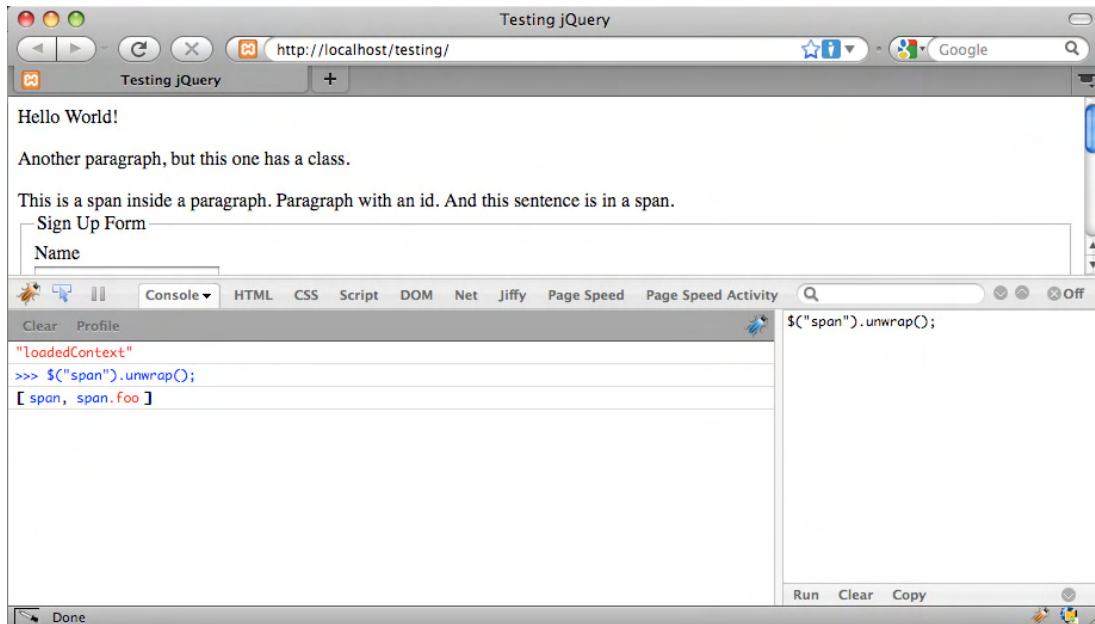 Testing jQuery
http://localhost/testing/
Google
Testing jQuery
+
Hello World!
Another paragraph, but this one has a class.
This is a span inside a paragraph. Paragraph with an id. And this sentence is in a span.
Sign Up Form
Name
Console HTML CSS Script DOM Net Jiffy Page Speed Page Speed Activity Off
Clear Profile
$("span").unwrap();
"loadedContext"
>>> $("span").unwrap();
[ span, span.foo ]
Run Clear Copy
Done